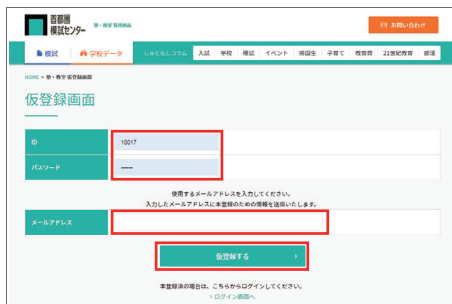 首都圏
模試センター
塾・教室 管理画面
お問い合わせ
模試
学校データ
しゅともしコラム
入試
学校
模試
イベント
帰国生
子育て
教育費
21世紀教育
部活
HOME > 塾・教室 仮登録画面
仮登録画面
ID
10017
パスワード
•••••
使用するメールアドレスを入力してください。
入力したメールアドレスに本登録のための情報を送信いたします。
メールアドレス
仮登録する
本登録済の場合は、こちらからログインしてください。
› ログイン画面へ